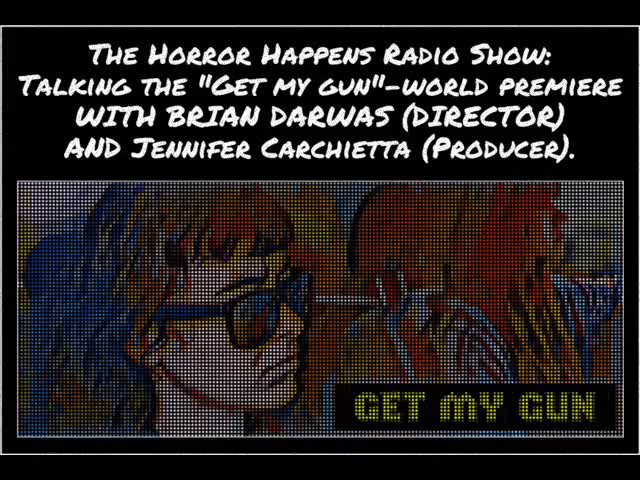 The Horror Happens Radio Show:
Talking the "Get my gun"-world premiere
with Brian Darwas (Director)
and Jennifer Carchietta (Producer).
GET MY GUN